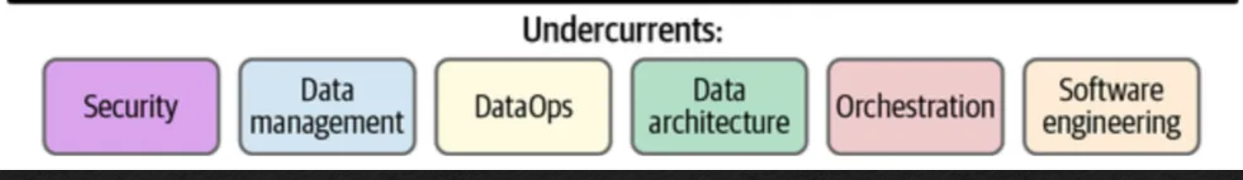 Undercurrents:
Security
Data
management
DataOps
Data
architecture
Orchestration
Software
engineering